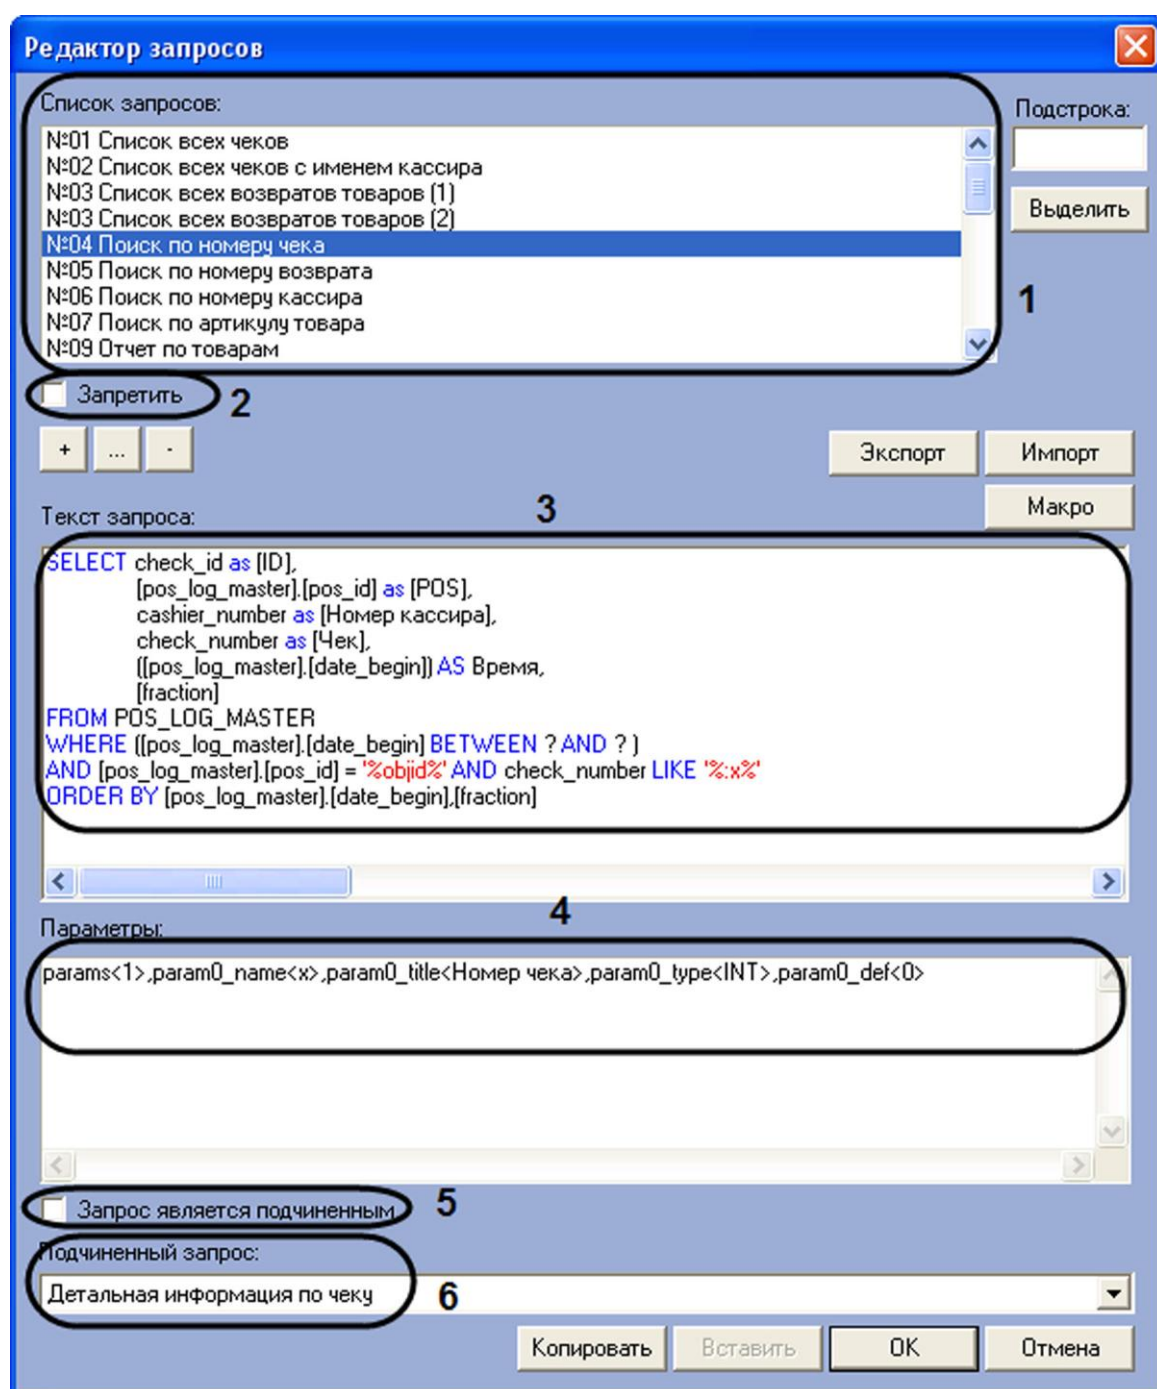 Редактор запросов
Список запросов:
Подстрока:
№01 Список всех чеков
№02 Список всех чеков с именем кассира
№03 Список всех возвратов товаров (1)
№03 Список всех возвратов товаров (2)
Выделить
№04 Поиск по номеру чека
№05 Поиск по номеру возврата
№06 Поиск по номеру кассира
1
№07 Поиск по артикулу товара
№09 Отчет по товарам
Запретить
2
+ ... -
Экспорт Импорт
Макро
Текст запроса:
3
SELECT check_id as [ID],
[pos_log_master].[pos_id] as [POS],
cashier_number as [Номер кассира],
check_number as [Чек],
([pos_log_master].[date_begin]) AS Время,
[fraction]
FROM POS_LOG_MASTER
WHERE ([pos_log_master].[date_begin] BETWEEN ? AND ? )
AND [pos_log_master].[pos_id] = '%objid%' AND check_number LIKE '%:x%'
ORDER BY [pos_log_master].[date_begin],[fraction]
4
Параметры:
params<1>,param0_name<x>,param0_title<Номер чека>,param0_type<INT>,param0_def<0>
Запрос является подчиненным
5
Подчиненный запрос:
Детальная информация по чеку
6
Копировать Вставить OK Отмена